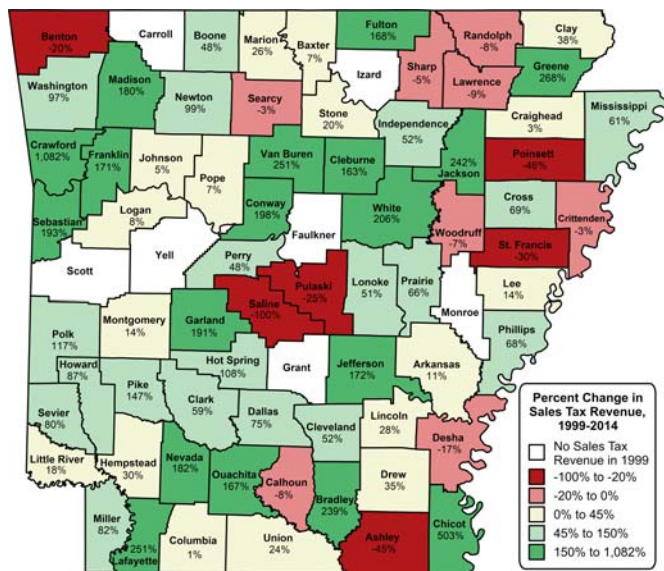 Benton
-20%
Carroll
Boone
48%
Marion
26%
Baxter
7%
Fulton
168%
Randolph
-8%
Clay
38%
Washington
97%
Madison
180%
Newton
99%
Searcy
-3%
Stone
20%
Izard
Sharp
-5%
Lawrence
-9%
Greene
268%
Independence
52%
Craighead
3%
Mississippi
61%
Crawford
1,082%
Franklin
171%
Johnson
5%
Pope
7%
Van Buren
251%
Cleburne
163%
242%
Jackson
Poinsett
-46%
Sebastian
193%
Logan
8%
Conway
198%
White
206%
Woodruff
-7%
Cross
69%
Crittenden
-3%
St. Francis
-30%
Scott
Yell
Perry
48%
Faulkner
Saline
-100%
Pulaski
-25%
Lonoke
51%
Prairie
66%
Monroe
Lee
14%
Phillips
68%
Polk
117%
Montgomery
14%
Garland
191%
Hot Spring
108%
Grant
Jefferson
172%
Arkansas
11%
Howard
87%
Pike
147%
Clark
59%
Dallas
75%
Cleveland
52%
Lincoln
28%
Desha
-17%
Sevier
80%
Little River
18%
Hempstead
30%
Nevada
182%
Ouachita
167%
Calhoun
-8%
Bradley
239%
Drew
35%
Miller
82%
251%
Lafayette
Columbia
1%
Union
24%
Ashley
-45%
Chicot
503%
Percent Change in
Sales Tax Revenue,
1999-2014
No Sales Tax
Revenue in 1999
-100% to -20%
-20% to 0%
0% to 45%
45% to 150%
150% to 1,082%